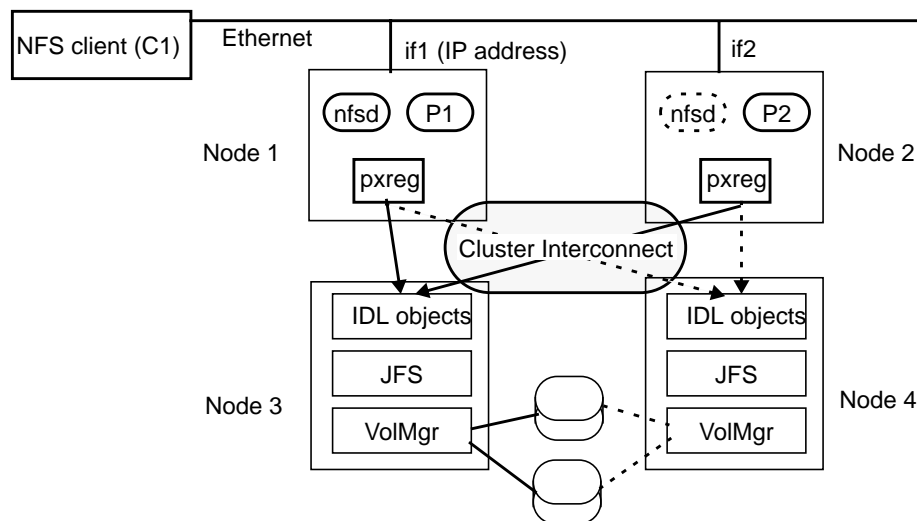 NFS client (C1)
Ethernet
if1 (IP address)
if2
nfsd
P1
nfsd
P2
Node 1
Node 2
pxreg
pxreg
Cluster Interconnect
IDL objects
IDL objects
JFS
JFS
Node 3
Node 4
VolMgr
VolMgr